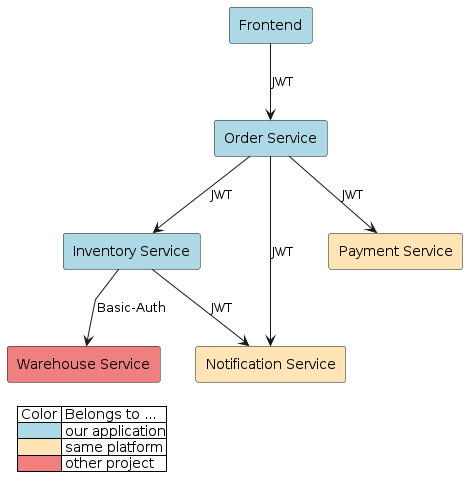 Frontend
JWT
Order Service
JWT
JWT
JWT
Inventory Service
Payment Service
Basic-Auth
JWT
Warehouse Service
Notification Service
Color Belongs to ...
our application
same platform
other project